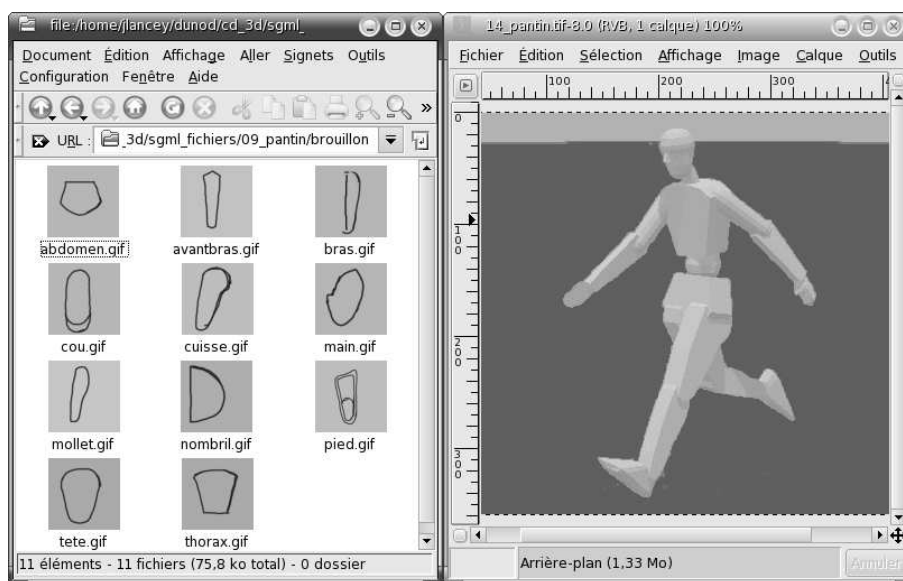 file:/home/jlancey/dunod/cd_3d/sgml_
Document Édition Affichage Aller Signets Outils
Configuration Fenêtre Aide
»
URL : _3d/sgml_fichiers/09_pantin/brouillon
abdomen.gif avantbras.gif bras.gif
cou.gif cuisse.gif main.gif
mollet.gif nombril.gif pied.gif
tete.gif thorax.gif
11 éléments - 11 fichiers (75,8 ko total) - 0 dossier
14_pantin.tif-8.0 (RVB, 1 calque) 100%
Fichier Édition Sélection Affichage Image Calque Outils
100 200 300
0
100
200
300
Arrière-plan (1,33 Mo) Annuler